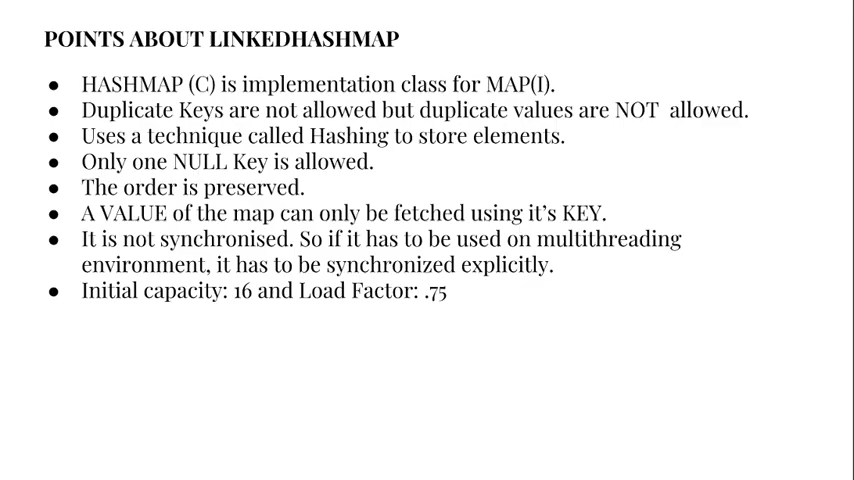 POINTS ABOUT LINKEDHASHMAP
● HASHMAP (C) is implementation class for MAP(I).
● Duplicate Keys are not allowed but duplicate values are NOT  allowed.
● Uses a technique called Hashing to store elements.
● Only one NULL Key is allowed.
● The order is preserved.
● A VALUE of the map can only be fetched using it’s KEY.
● It is not synchronised. So if it has to be used on multithreading
environment, it has to be synchronized explicitly.
● Initial capacity: 16 and Load Factor: .75